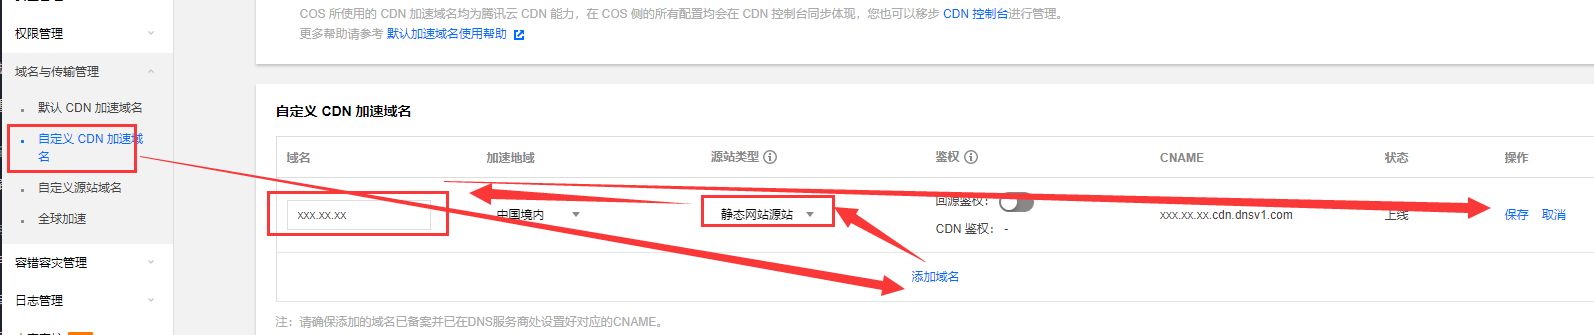 COS 所使用的 CDN 加速域名均为腾讯云 CDN 能力，在 COS 侧的所有配置均会在 CDN 控制台同步体现，您也可以移步 CDN 控制台进行管理。
更多帮助请参考 默认加速域名使用帮助
权限管理
域名与传输管理
默认 CDN 加速域名
自定义 CDN 加速域
名
自定义源站域名
全球加速
容错容灾管理
日志管理
自定义 CDN 加速域名
域名 加速地域 源站类型 鉴权 CNAME 状态 操作
xxx.xx.xx 中国境内 静态网站源站 回源鉴权： xxx.xx.xx.cdn.dnsv1.com 上线 保存 取消
CDN 鉴权： -
添加域名
注：请确保添加的域名已备案并已在DNS服务商处设置好对应的CNAME。